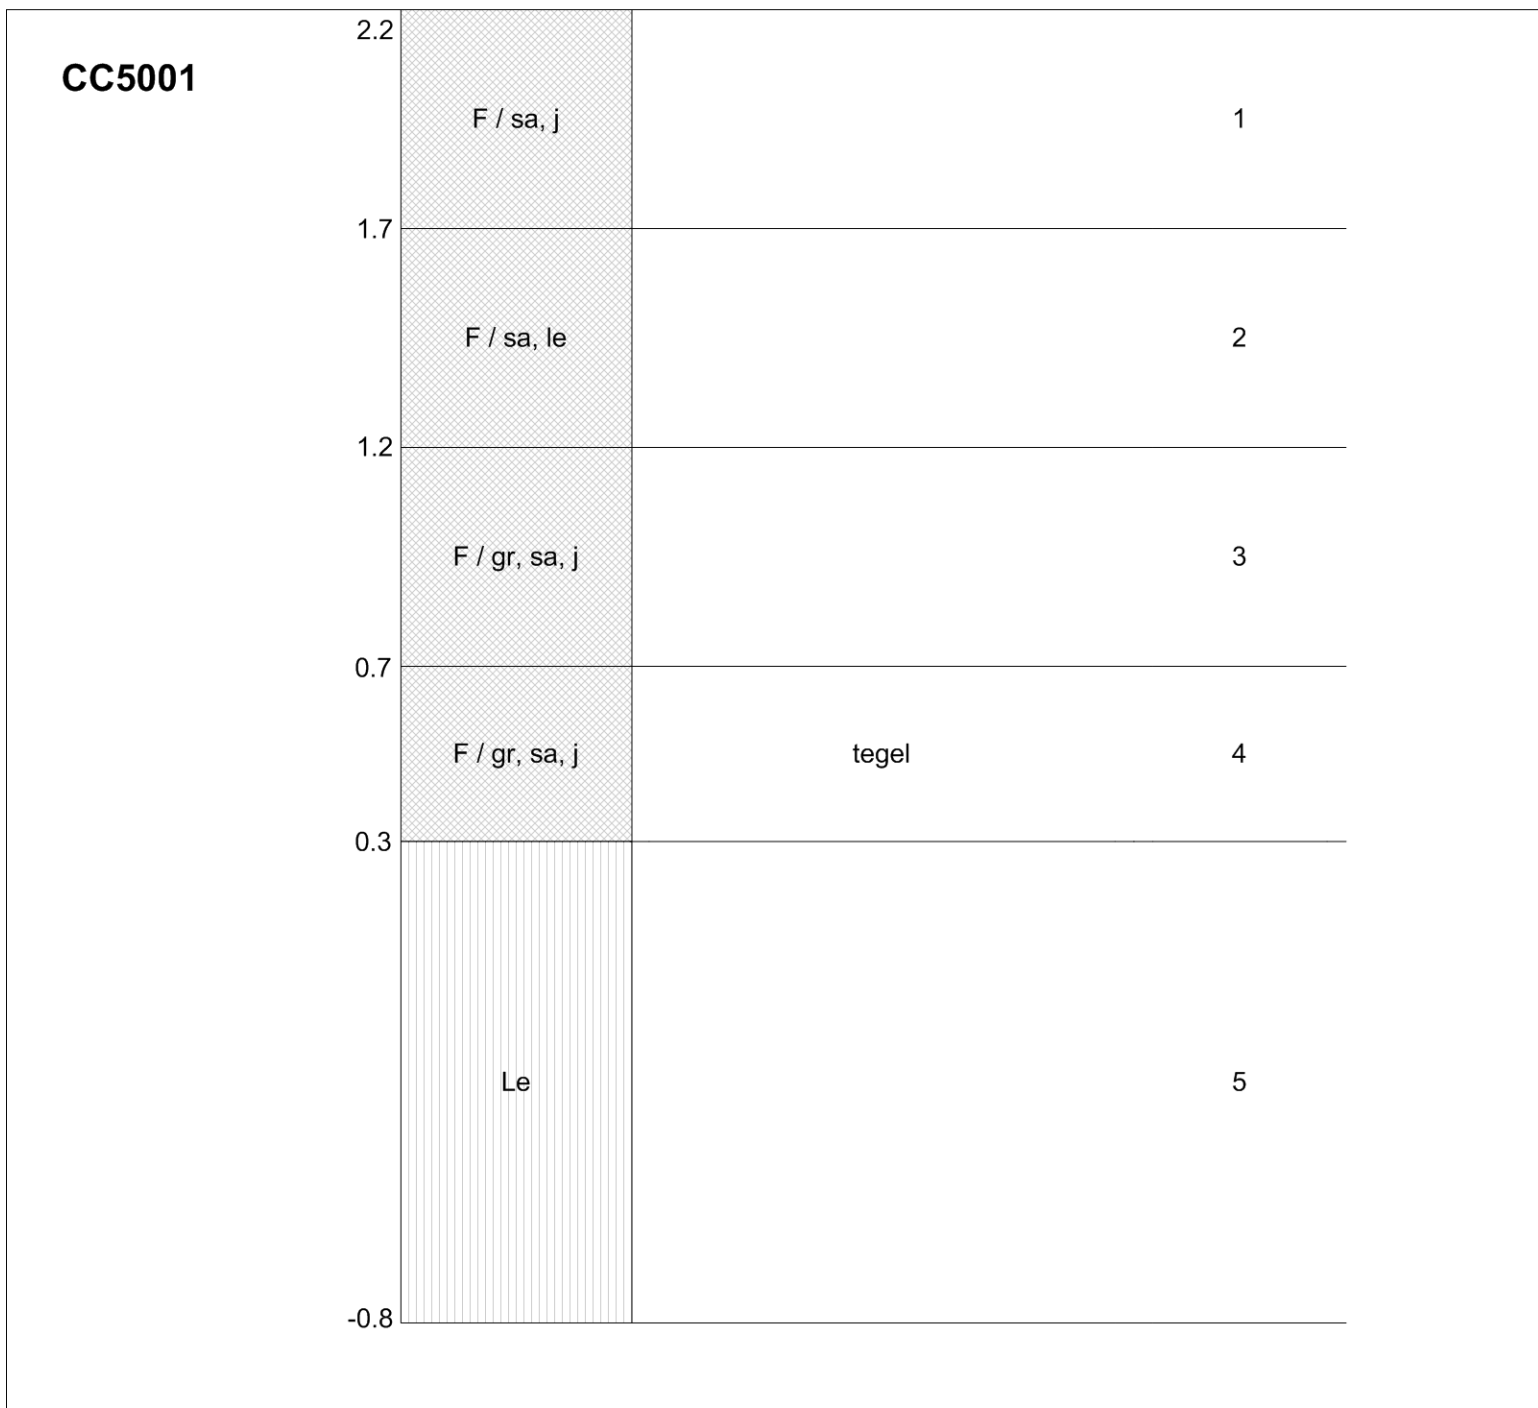 2.2
CC5001
F / sa, j 1
1.7
F / sa, le 2
1.2
F / gr, sa, j 3
0.7
F / gr, sa, j tegel 4
0.3
Le 5
-0.8